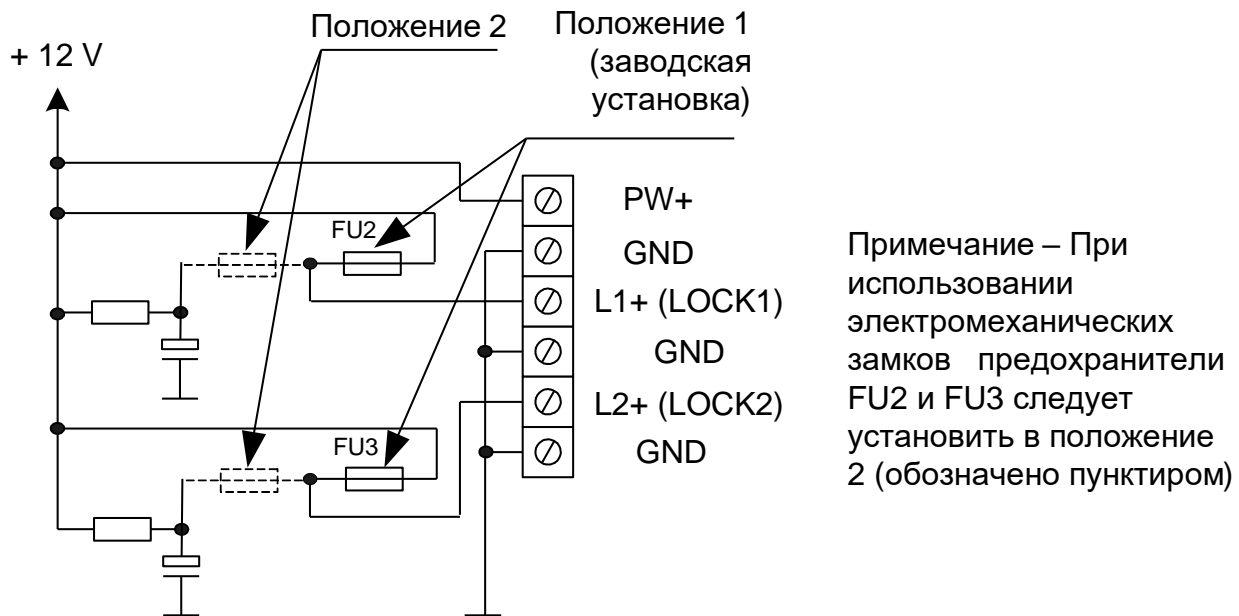 Положение 2
Положение 1
(заводская
установка)
+ 12 V
FU2
FU3
PW+
GND
L1+ (LOCK1)
GND
L2+ (LOCK2)
GND
Примечание – При
использовании
электромеханических
замков предохранители
FU2 и FU3 следует
установить в положение
2 (обозначено пунктиром)